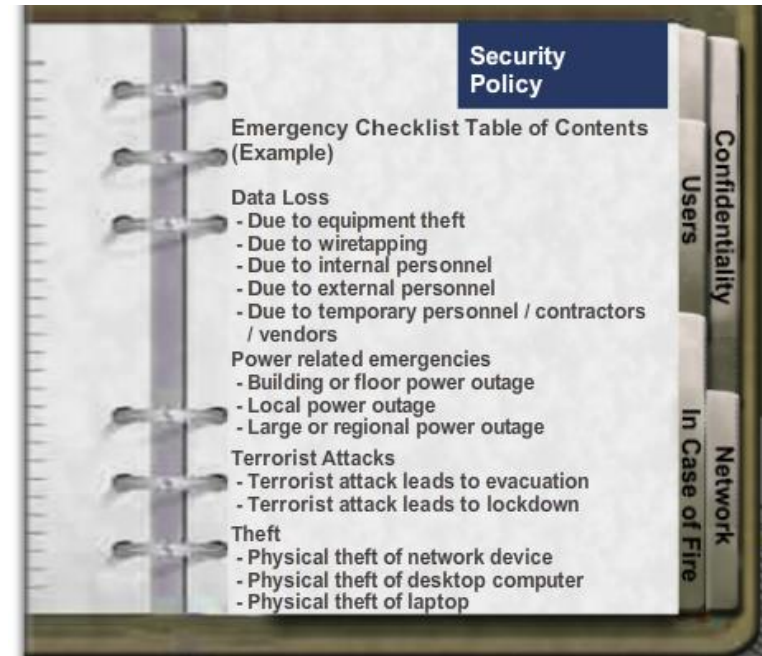 Security
Policy
Emergency Checklist Table of Contents
(Example)
Data Loss
- Due to equipment theft
- Due to wiretapping
- Due to internal personnel
- Due to external personnel
- Due to temporary personnel / contractors
/ vendors
Power related emergencies
- Building or floor power outage
- Local power outage
- Large or regional power outage
Terrorist Attacks
- Terrorist attack leads to evacuation
- Terrorist attack leads to lockdown
Theft
- Physical theft of network device
- Physical theft of desktop computer
- Physical theft of laptop
Users
In Case of Fire
Confidentiality
Network